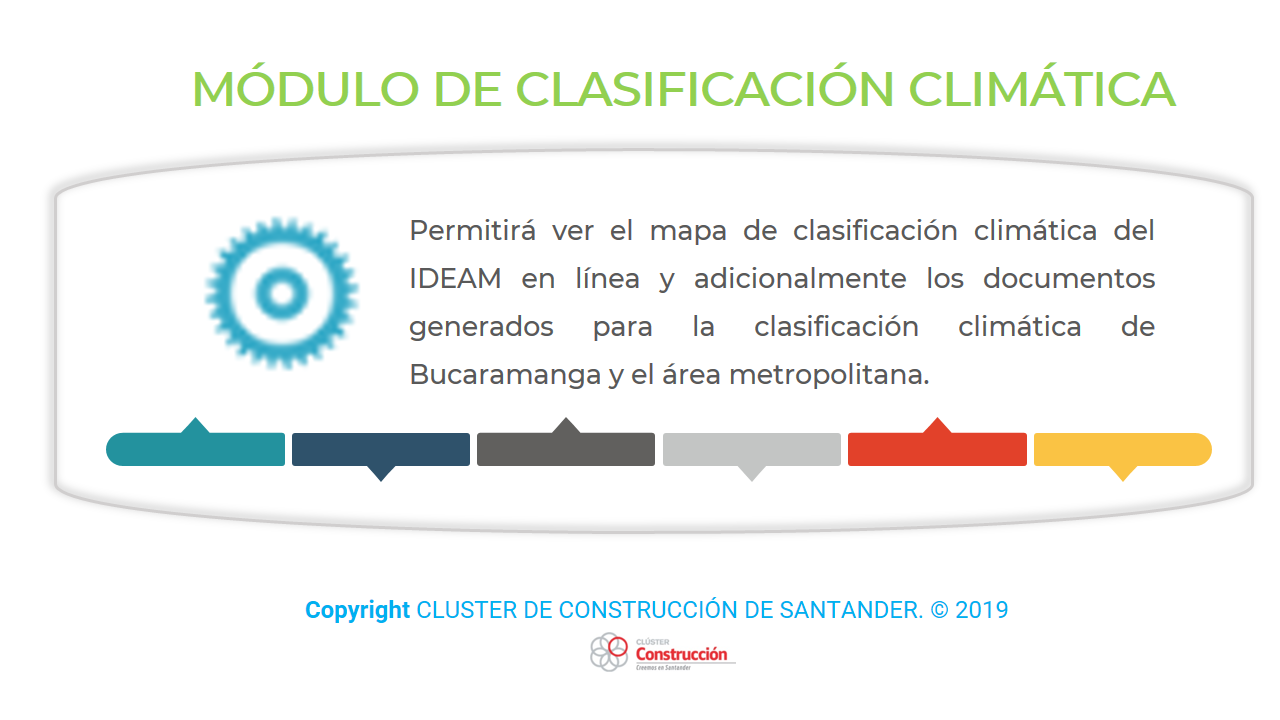 MÓDULO DE CLASIFICACIÓN CLIMÁTICA
Permitirá ver el mapa de clasificación climática del
IDEAM en línea y adicionalmente los documentos
generados para la clasificación climática de
Bucaramanga y el área metropolitana.
Copyright CLUSTER DE CONSTRUCCIÓN DE SANTANDER. © 2019
CLÚSTER
Construcción
Creemos en Santander